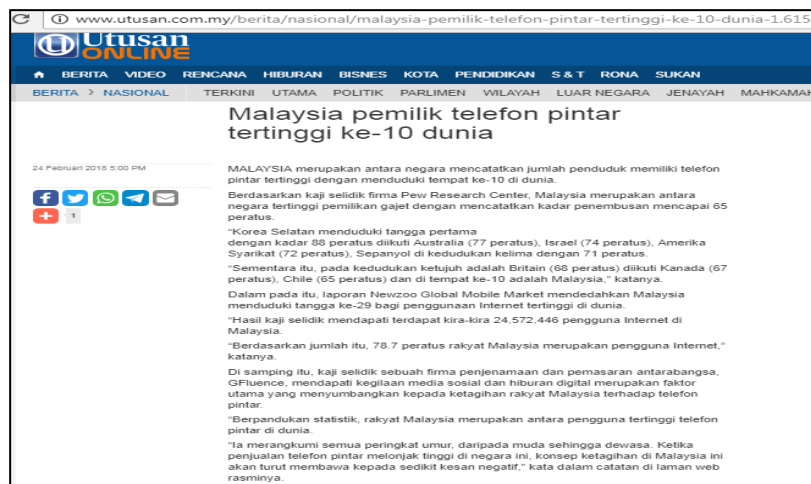 www.utusan.com.my/berita/nasional/malaysia-pemilik-telefon-pintar-tertinggi-ke-10-dunia-1.615
Utusan
ONLINE
BERITA VIDEO RENCANA HIBURAN BISNES KOTA PENDIDIKAN S & T RONA SUKAN
BERITA > NASIONAL TERKINI UTAMA POLITIK PARLIMEN WILAYAH LUAR NEGARA JENAYAH MAHKAMAH
Malaysia pemilik telefon pintar
tertinggi ke-10 dunia
24 Februari 2018 5:00 PM
MALAYSIA merupakan antara negara mencatatkan jumlah penduduk memiliki telefon
pintar tertinggi dengan menduduki tempat ke-10 di dunia.
Berdasarkan kaji selidik firma Pew Research Center, Malaysia merupakan antara
negara tertinggi pemilikan gajet dengan mencatatkan kadar penembusan mencapai 65
peratus.
“Korea Selatan menduduki tangga pertama
dengan kadar 88 peratus diikuti Australia (77 peratus), Israel (74 peratus), Amerika
Syarikat (72 peratus), Sepanyol di kedudukan kelima dengan 71 peratus.
“Sementara itu, pada kedudukan ketujuh adalah Britain (68 peratus) diikuti Kanada (67
peratus), Chile (65 peratus) dan di tempat ke-10 adalah Malaysia,” katanya.
Dalam pada itu, laporan Newzoo Global Mobile Market mendedahkan Malaysia
menduduki tangga ke-29 bagi penggunaan Internet tertinggi di dunia.
“Hasil kaji selidik mendapati terdapat kira-kira 24,572,446 pengguna Internet di
Malaysia.
“Berdasarkan jumlah itu, 78.7 peratus rakyat Malaysia merupakan pengguna Internet,”
katanya.
Di samping itu, kaji selidik sebuah firma penjenamaan dan pemasaran antarabangsa,
GFluence, mendapati kegilaan media sosial dan hiburan digital merupakan faktor
utama yang menyumbangkan kepada ketagihan rakyat Malaysia terhadap telefon
pintar.
“Berpandukan statistik, rakyat Malaysia merupakan antara pengguna tertinggi telefon
pintar di dunia.
“Ia merangkumi semua peringkat umur, daripada muda sehingga dewasa. Ketika
penjualan telefon pintar melonjak tinggi di negara ini, konsep ketagihan di Malaysia ini
akan turut membawa kepada sedikit kesan negatif,” kata dalam catatan di laman web
rasminya.
1